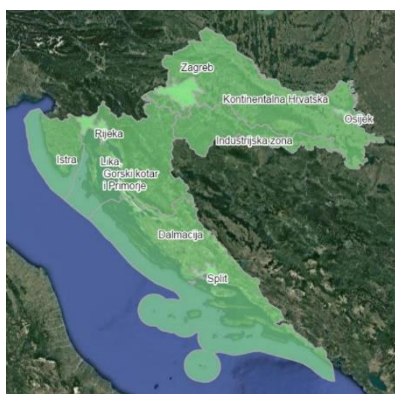 Zagreb
Kontinentalna Hrvatska
Osijek
Industrijska zona
Rijeka
Istra
Lika,
Gorski kotar
i Primorje
Dalmacija
Split